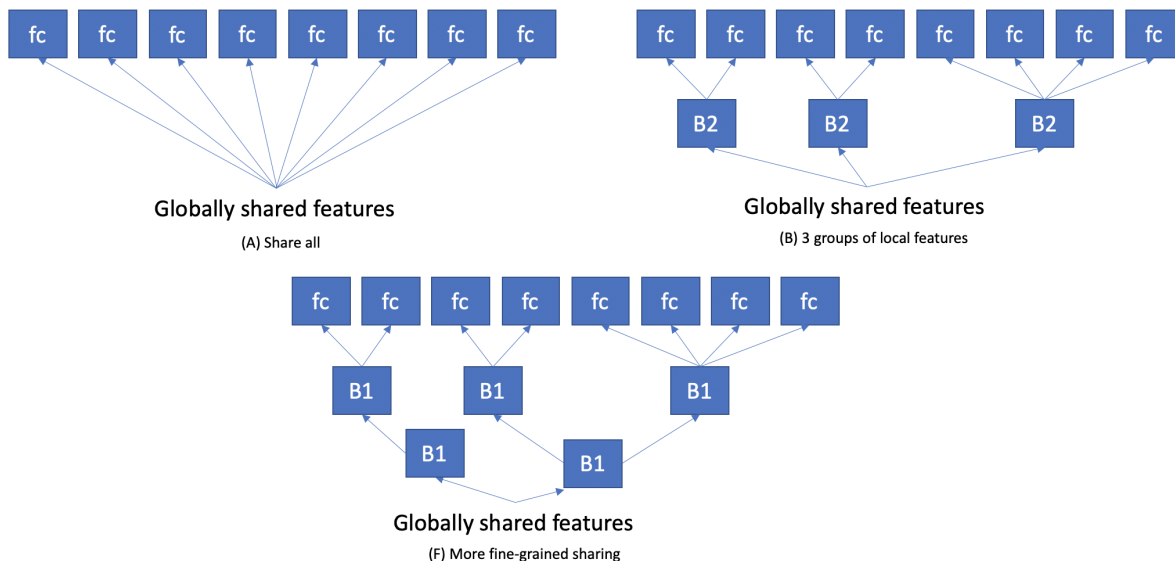 fc fc fc fc fc fc fc fc
Globally shared features
(A) Share all
fc fc fc fc fc fc fc fc
B2 B2 B2
Globally shared features
(B) 3 groups of local features
fc fc fc fc fc fc fc fc
B1 B1 B1
B1 B1
Globally shared features
(F) More fine-grained sharing